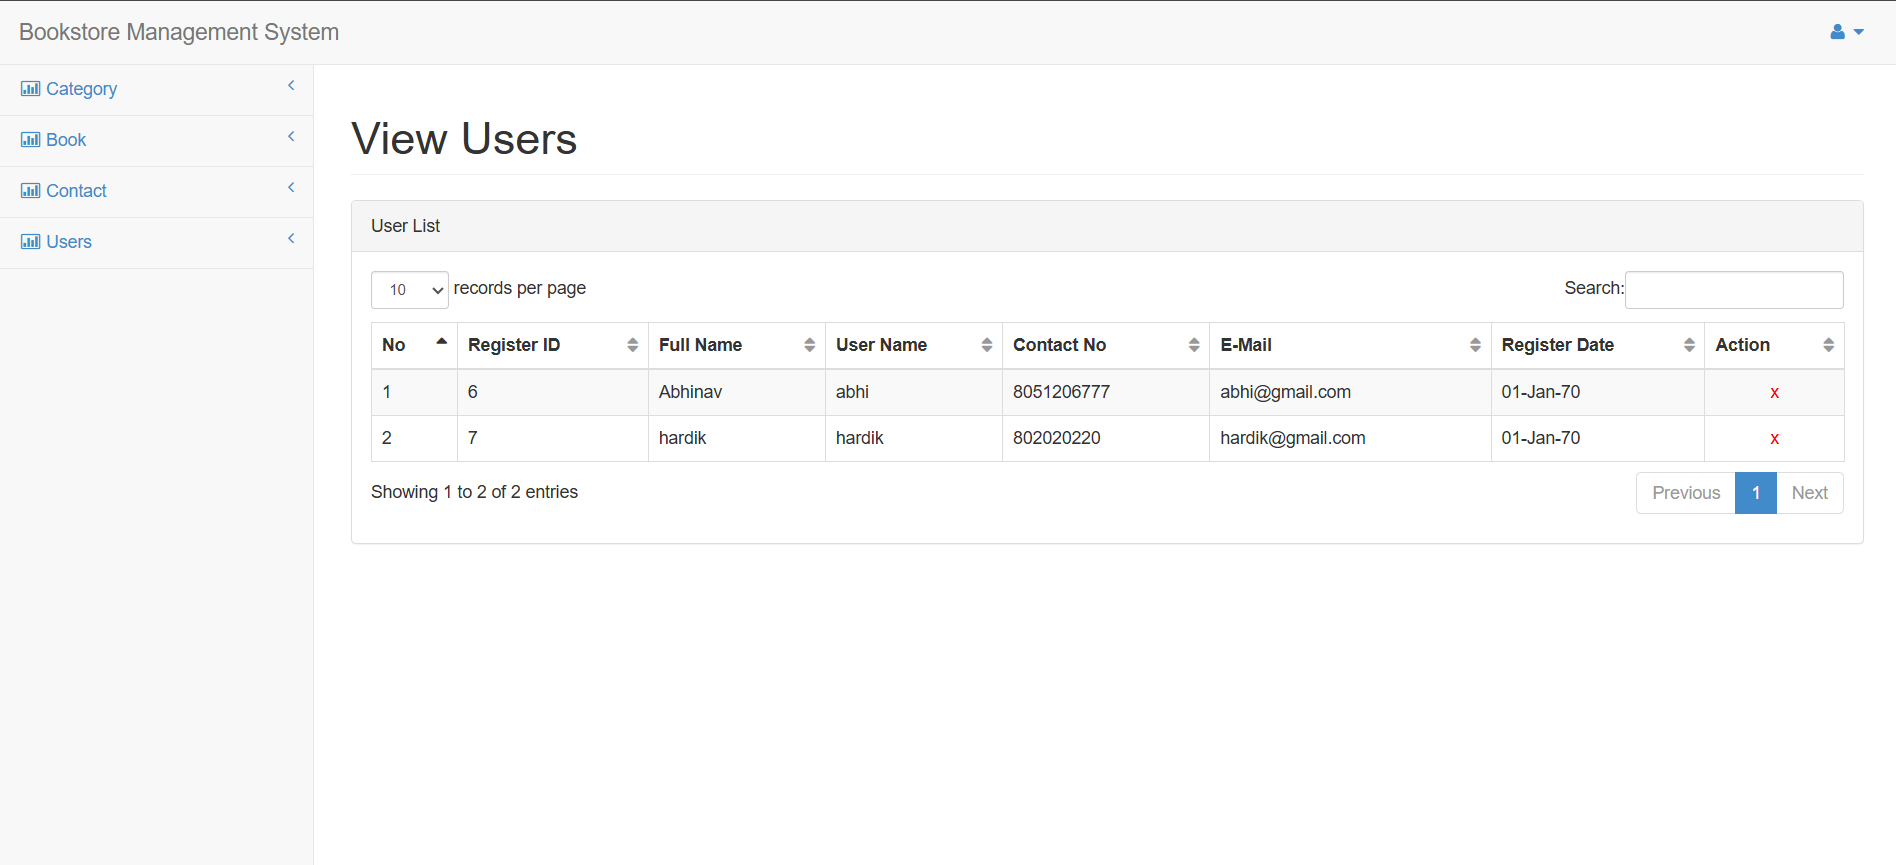 Bookstore Management System
Category
Book
Contact
Users
View Users
User List
10 records per page Search:
No Register ID Full Name User Name Contact No E-Mail Register Date Action
1 6 Abhinav abhi 8051206777 abhi@gmail.com 01-Jan-70 x
2 7 hardik hardik 802020220 hardik@gmail.com 01-Jan-70 x
Showing 1 to 2 of 2 entries Previous 1 Next